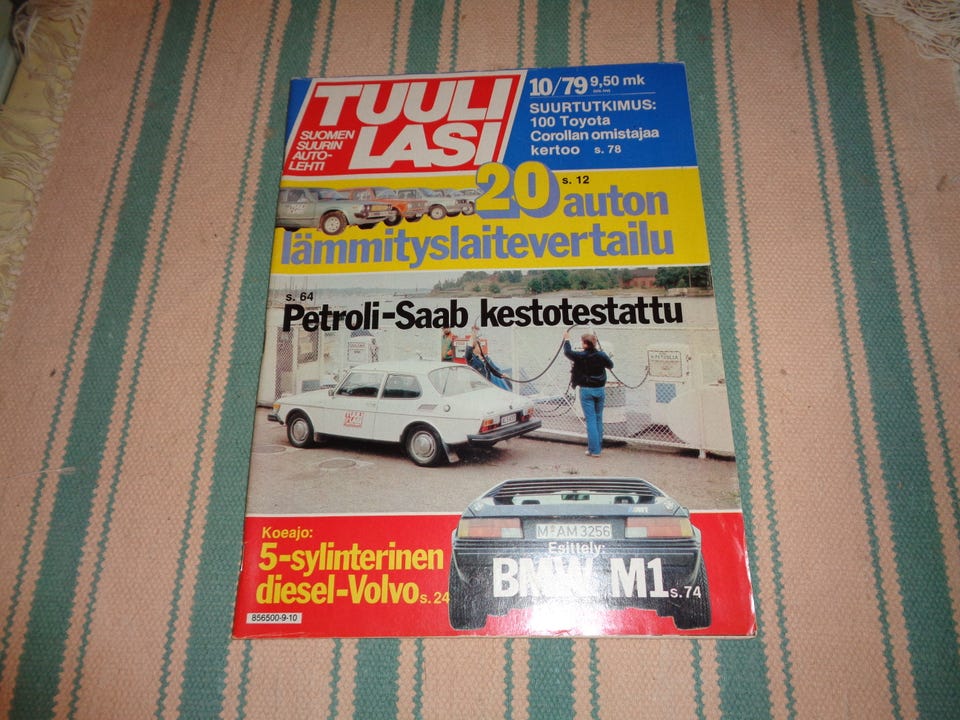 TUULI
LASI
SUOMEN
SUURIN
AUTO-
LEHTI
10/79 9,50 mk
SUURTUTKIMUS:
100 Toyota
Corollan omistajaa
kertoo s. 78
20 s. 12
auton
lämmityslaitevertailu
s. 64
Petroli-Saab kestotestattu
TUULI
LASI
Koeajo:
5-sylinterinen
diesel-Volvo s. 24
M-AM 3256
Esittely:
BMW M1 s. 74
856500-9-10